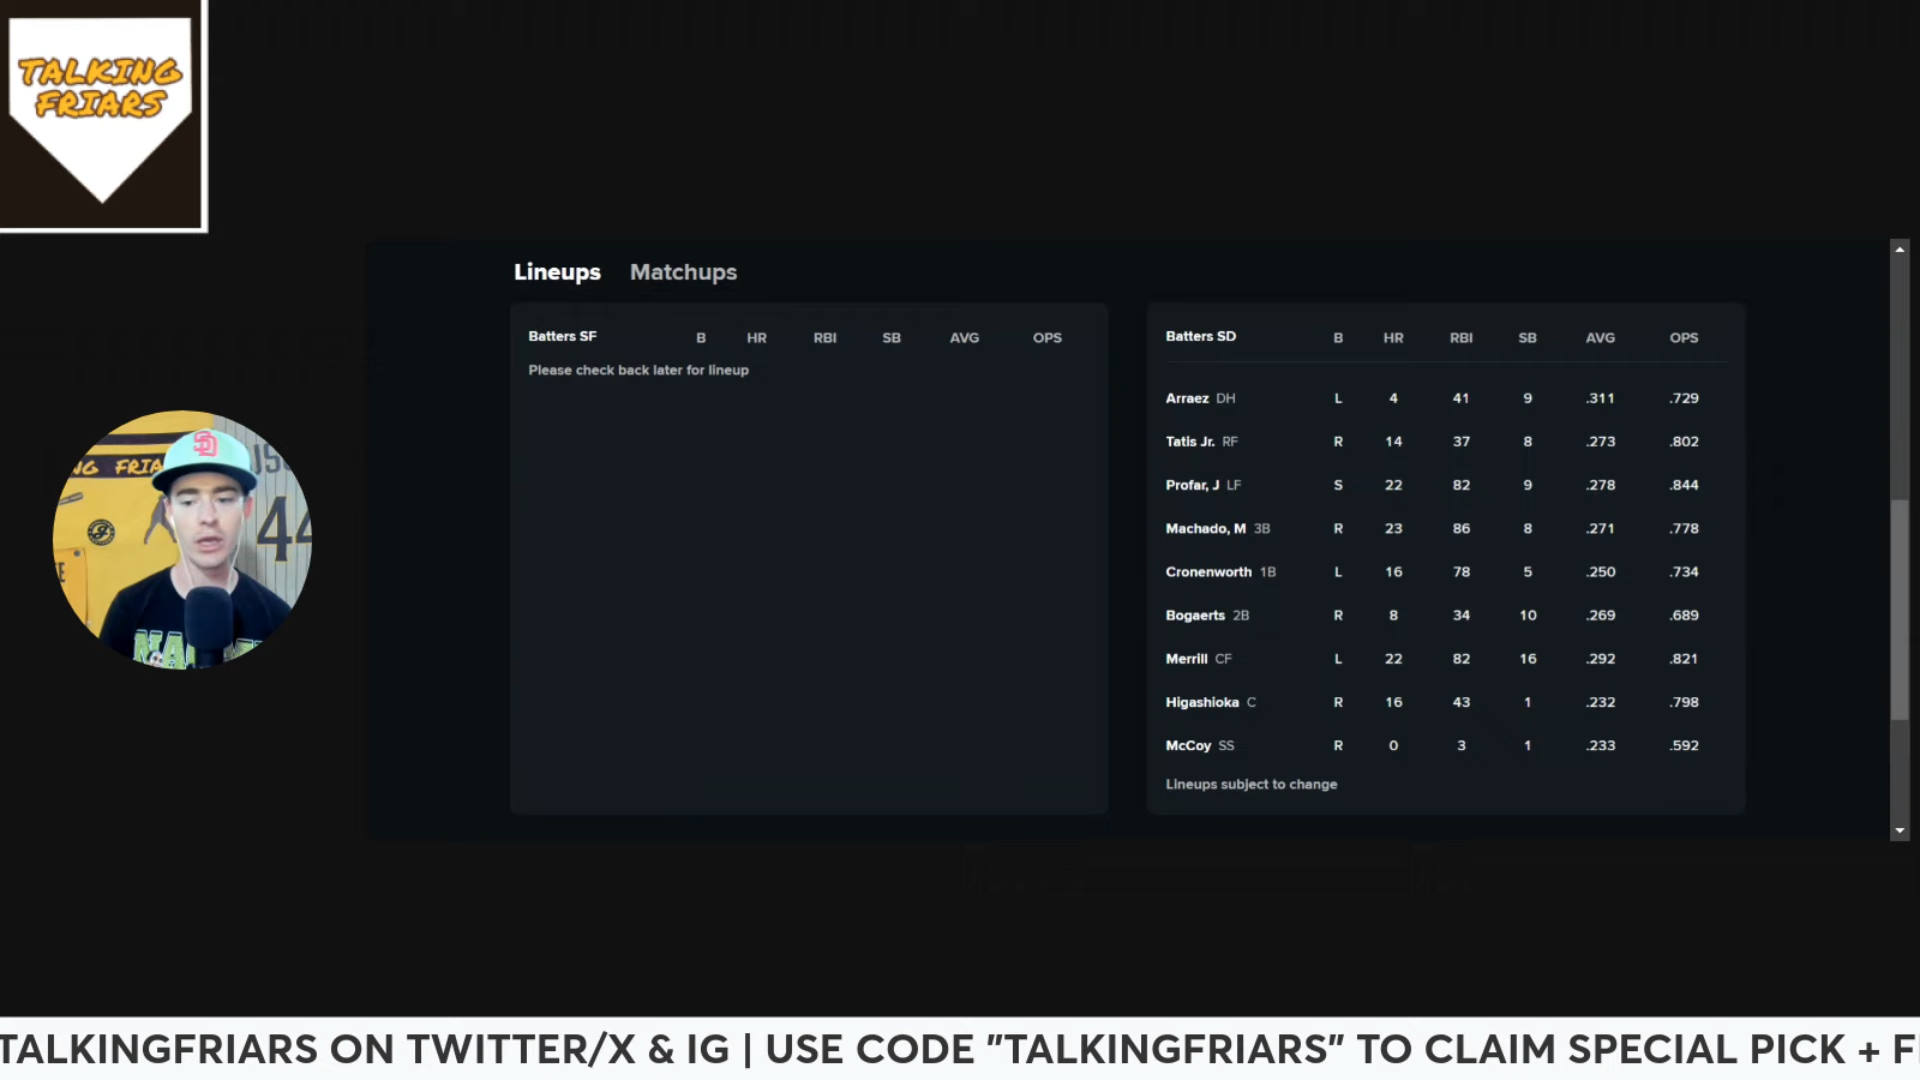 TALKING
FRIARS
Lineups Matchups
Batters SF B HR RBI SB AVG OPS
Please check back later for lineup
Batters SD B HR RBI SB AVG OPS
Arraez DH L 4 41 9 .311 .729
Tatis Jr. RF R 14 37 8 .273 .802
Profar, J LF S 22 82 9 .278 .844
Machado, M 3B R 23 86 8 .271 .778
Cronenworth 1B L 16 78 5 .250 .734
Bogaerts 2B R 8 34 10 .269 .689
Merrill CF L 22 82 16 .292 .821
Higashioka C R 16 43 1 .232 .798
McCoy SS R 0 3 1 .233 .592
Lineups subject to change
NG FRIA
SD
44
TALKINGFRIARS ON TWITTER/X & IG | USE CODE "TALKINGFRIARS" TO CLAIM SPECIAL PICK + F